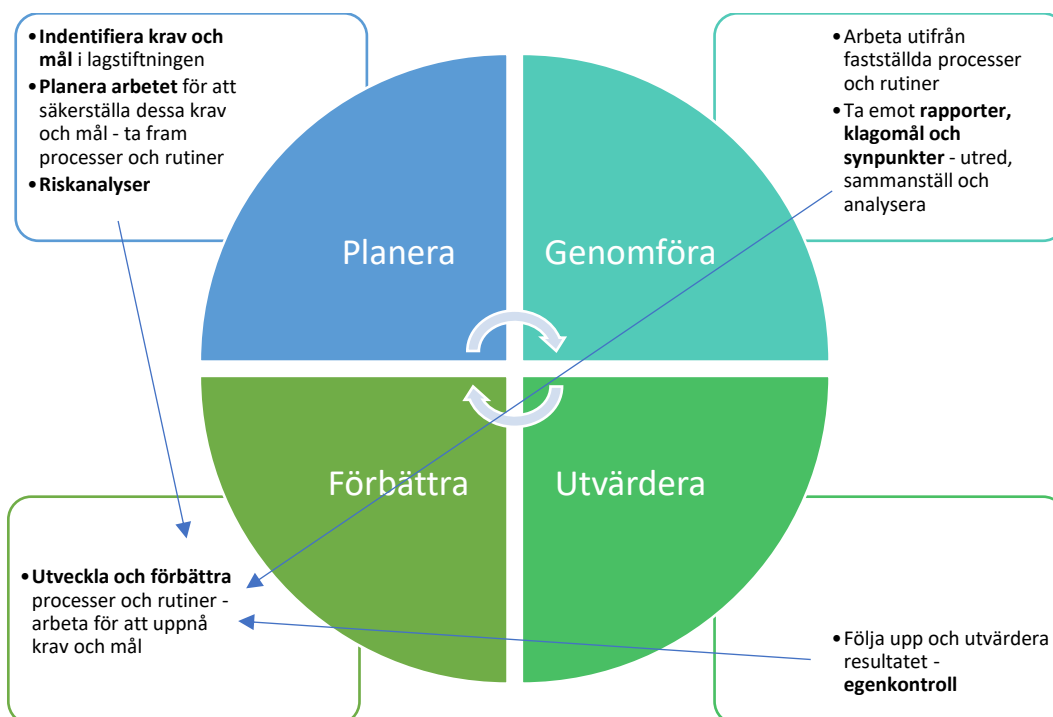 •Indentifiera krav och
mål i lagstiftningen
•Planera arbetet för att
säkerställa dessa krav
och mål - ta fram
processer och rutiner
•Riskanalyser
•Arbeta utifrån
fastställda processer
och rutiner
•Ta emot rapporter,
klagomål och
synpunkter - utred,
sammanställ och
analysera
Planera
Genomföra
Förbättra
Utvärdera
•Utveckla och förbättra
processer och rutiner -
arbeta för att uppnå
krav och mål
•Följa upp och utvärdera
resultatet -
egenkontroll